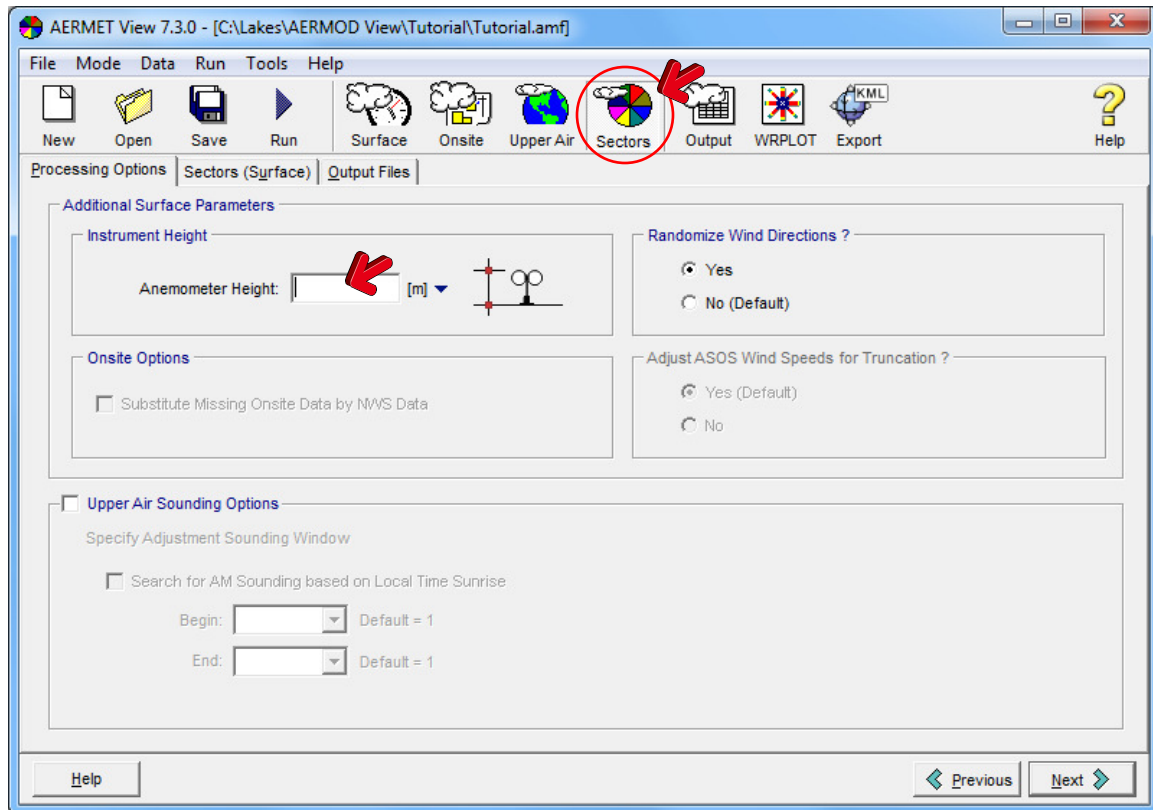 AERMET View 7.3.0 - [C:\Lakes\AERMOD View\Tutorial\Tutorial.amf]
File Mode Data Run Tools Help
KML
New Open Save Run Surface Onsite Upper Air Sectors Output WRPLOT Export Help
Processing Options Sectors (Surface) Output Files
Additional Surface Parameters
Instrument Height
Anemometer Height: [m]
Randomize Wind Directions ?
Yes
No (Default)
Onsite Options
Substitute Missing Onsite Data by NWS Data
Adjust ASOS Wind Speeds for Truncation ?
Yes (Default)
No
Upper Air Sounding Options
Specify Adjustment Sounding Window
Search for AM Sounding based on Local Time Sunrise
Begin: Default = 1
End: Default = 1
Help Previous Next